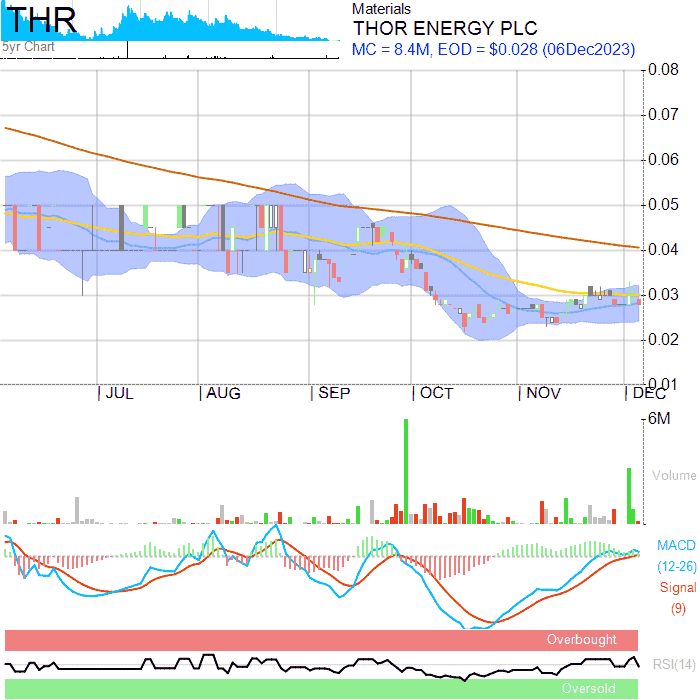 THR
5yr Chart
Materials
THOR ENERGY PLC
MC = 8.4M, EOD = $0.028 (06Dec2023)
0.08
0.07
0.06
0.05
0.04
0.03
0.02
0.01
JUL AUG SEP OCT NOV DEC
6M
Volume
MACD
(12-26)
Signal
(9)
Overbought
RSI(14)
Oversold